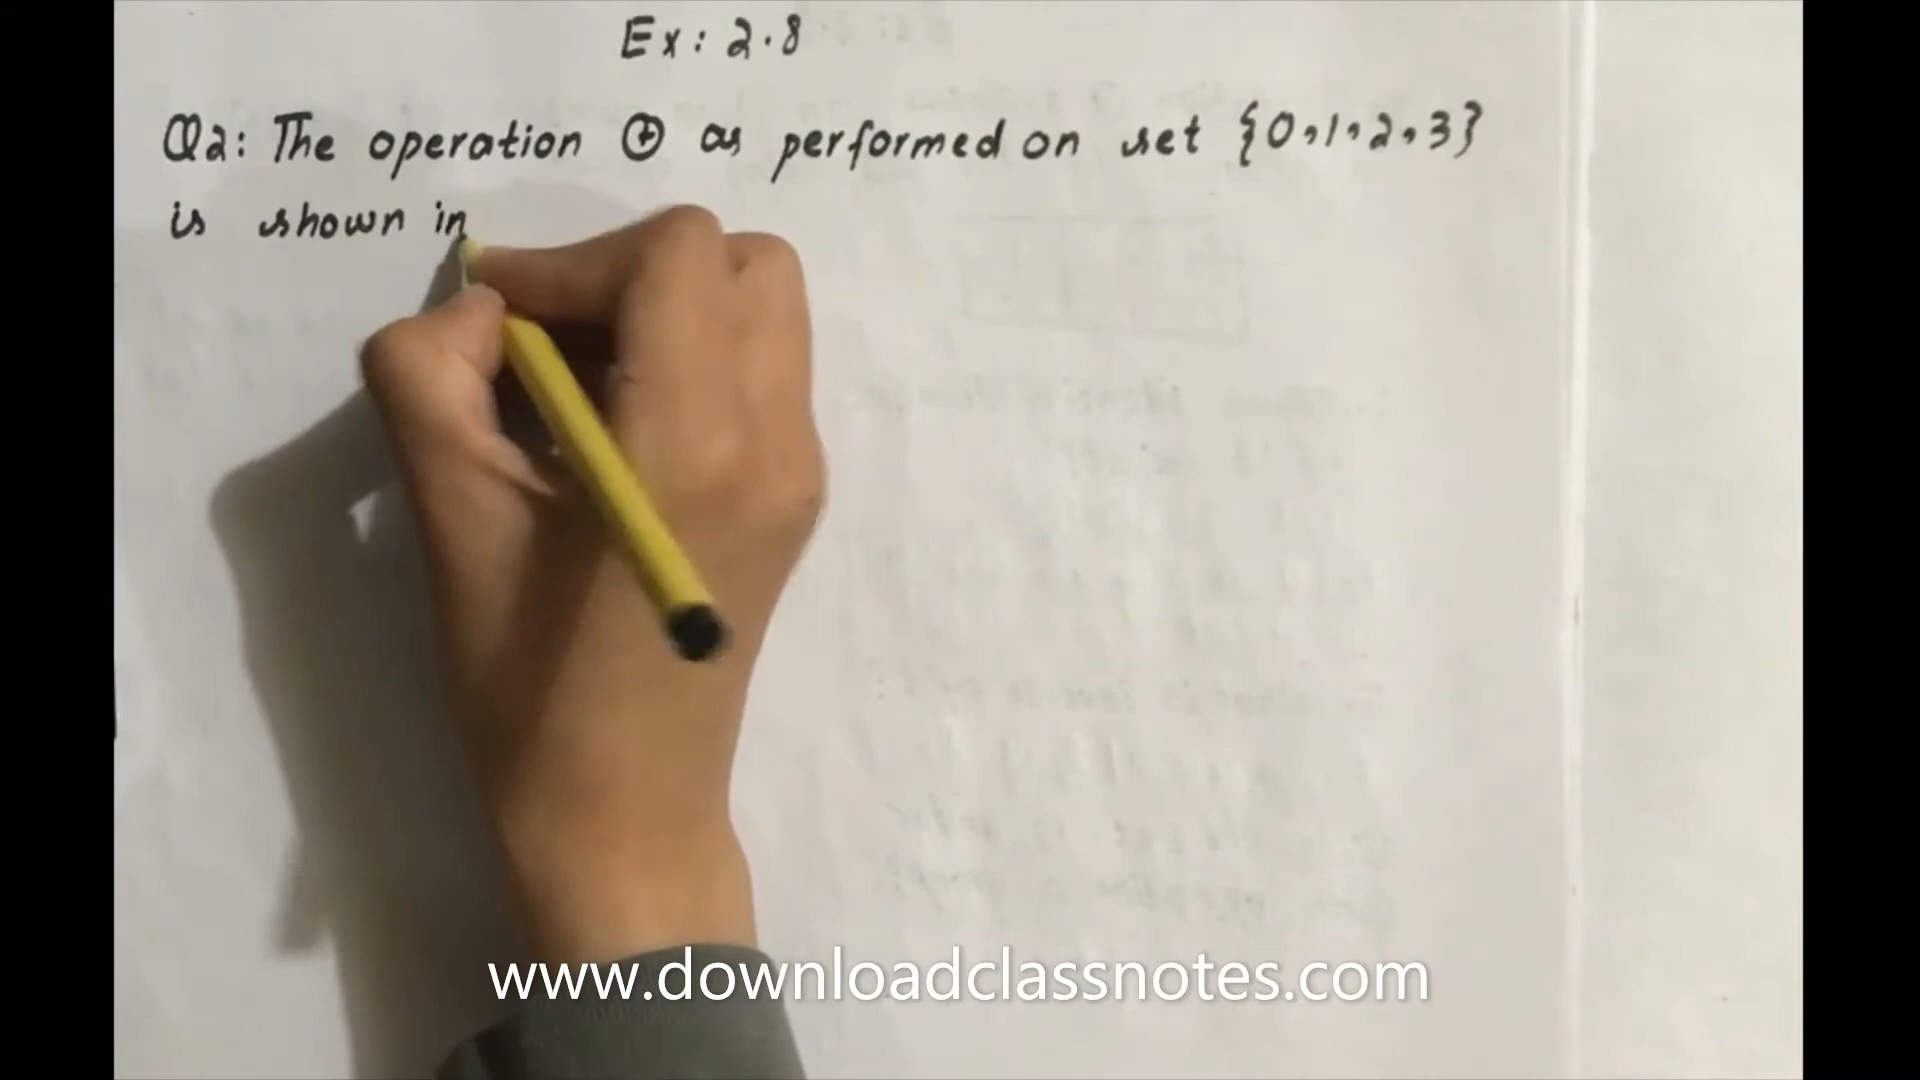 Ex: 2.8
Q2: The operation ⊕ as performed on set {0,1,2,3}
is shown in
www.downloadclassnotes.com